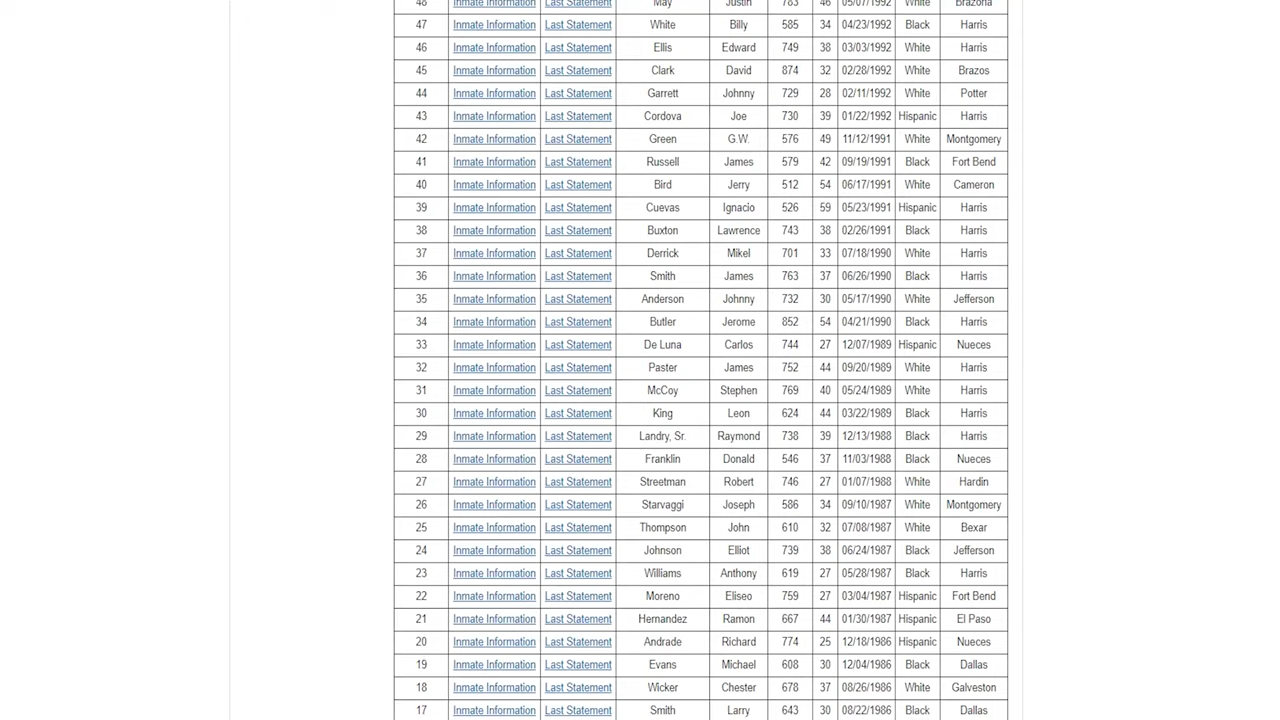 48 Inmate Information Last Statement May Justin 783 46 05/07/1992 White Brazoria
47 Inmate Information Last Statement White Billy 585 34 04/23/1992 Black Harris
46 Inmate Information Last Statement Ellis Edward 749 38 03/03/1992 White Harris
45 Inmate Information Last Statement Clark David 874 32 02/28/1992 White Brazos
44 Inmate Information Last Statement Garrett Johnny 729 28 02/11/1992 White Potter
43 Inmate Information Last Statement Cordova Joe 730 39 01/22/1992 Hispanic Harris
42 Inmate Information Last Statement Green G.W. 576 49 11/12/1991 White Montgomery
41 Inmate Information Last Statement Russell James 579 42 09/19/1991 Black Fort Bend
40 Inmate Information Last Statement Bird Jerry 512 54 06/17/1991 White Cameron
39 Inmate Information Last Statement Cuevas Ignacio 526 59 05/23/1991 Hispanic Harris
38 Inmate Information Last Statement Buxton Lawrence 743 38 02/26/1991 Black Harris
37 Inmate Information Last Statement Derrick Mikel 701 33 07/18/1990 White Harris
36 Inmate Information Last Statement Smith James 763 37 06/26/1990 Black Harris
35 Inmate Information Last Statement Anderson Johnny 732 30 05/17/1990 White Jefferson
34 Inmate Information Last Statement Butler Jerome 852 54 04/21/1990 Black Harris
33 Inmate Information Last Statement De Luna Carlos 744 27 12/07/1989 Hispanic Nueces
32 Inmate Information Last Statement Paster James 752 44 09/20/1989 White Harris
31 Inmate Information Last Statement McCoy Stephen 769 40 05/24/1989 White Harris
30 Inmate Information Last Statement King Leon 624 44 03/22/1989 Black Harris
29 Inmate Information Last Statement Landry, Sr. Raymond 738 39 12/13/1988 Black Harris
28 Inmate Information Last Statement Franklin Donald 546 37 11/03/1988 Black Nueces
27 Inmate Information Last Statement Streetman Robert 746 27 01/07/1988 White Hardin
26 Inmate Information Last Statement Starvaggi Joseph 586 34 09/10/1987 White Montgomery
25 Inmate Information Last Statement Thompson John 610 32 07/08/1987 White Bexar
24 Inmate Information Last Statement Johnson Elliot 739 38 06/24/1987 Black Jefferson
23 Inmate Information Last Statement Williams Anthony 619 27 05/28/1987 Black Harris
22 Inmate Information Last Statement Moreno Eliseo 759 27 03/04/1987 Hispanic Fort Bend
21 Inmate Information Last Statement Hernandez Ramon 667 44 01/30/1987 Hispanic El Paso
20 Inmate Information Last Statement Andrade Richard 774 25 12/18/1986 Hispanic Nueces
19 Inmate Information Last Statement Evans Michael 608 30 12/04/1986 Black Dallas
18 Inmate Information Last Statement Wicker Chester 678 37 08/26/1986 White Galveston
17 Inmate Information Last Statement Smith Larry 643 30 08/22/1986 Black Dallas